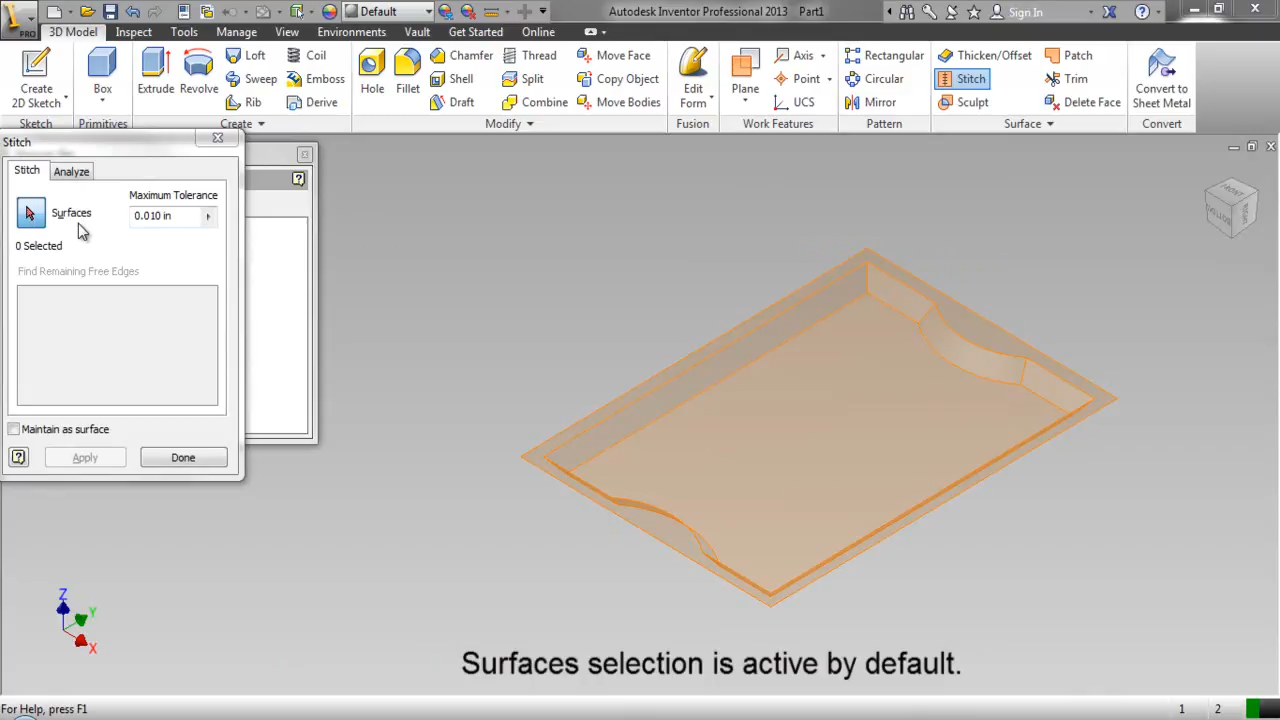 PRO
Default
Autodesk Inventor Professional 2013 Part1
Sign In
3D Model Inspect Tools Manage View Environments Vault Get Started Online
Create
2D Sketch
Box
Extrude
Revolve
Loft
Sweep
Rib
Coil
Emboss
Derive
Hole
Fillet
Chamfer
Shell
Draft
Thread
Split
Combine
Move Face
Copy Object
Move Bodies
Edit
Form
Plane
Axis
Point
UCS
Rectangular
Circular
Mirror
Thicken/Offset
Stitch
Sculpt
Patch
Trim
Delete Face
Convert to
Sheet Metal
Sketch Primitives Create Modify Fusion Work Features Pattern Surface Convert
Stitch
Stitch Analyze
Surfaces
Maximum Tolerance
0.010 in
0 Selected
Find Remaining Free Edges
Maintain as surface
Apply Done
FRONT
Z
Y
X
Surfaces selection is active by default.
For Help, press F1
1 2